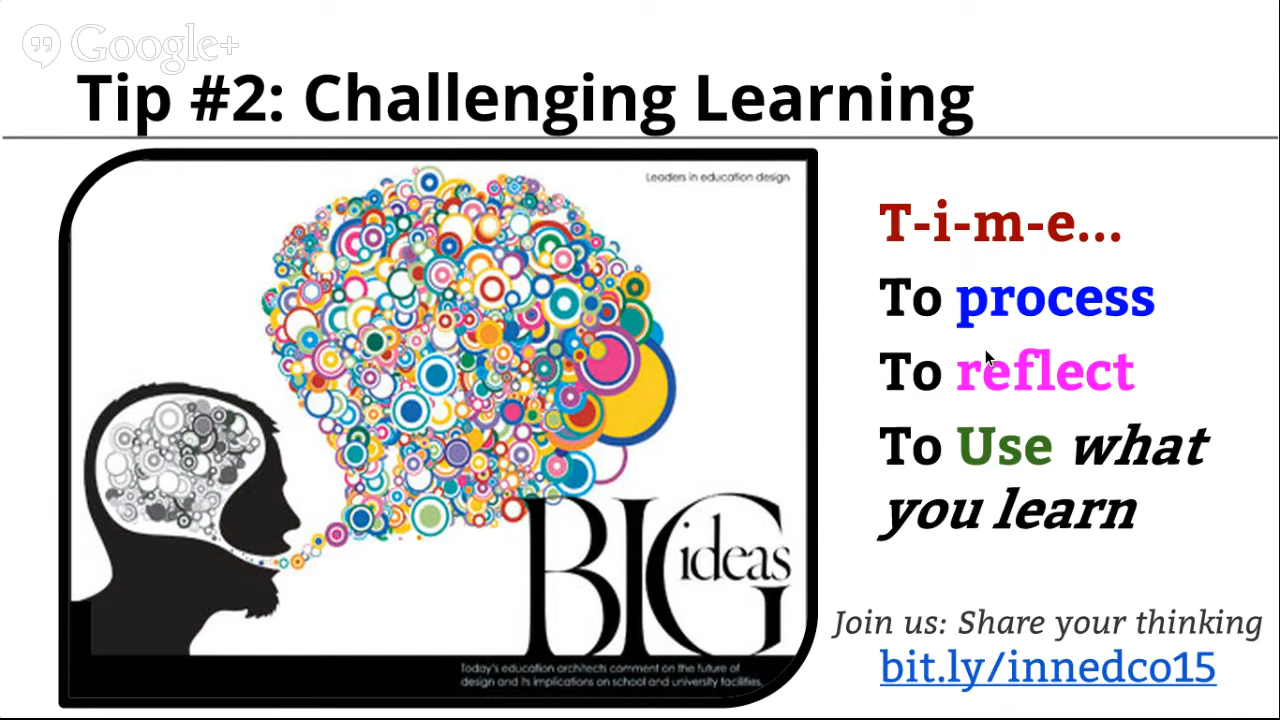 Google+
Tip #2: Challenging Learning
Leaders in education design
BIG
ideas
Today's education architects comment on the future of
design and its implications on school and university facilities.
T-i-m-e...
To process
To reflect
To Use what
you learn
Join us: Share your thinking
bit.ly/innedco15